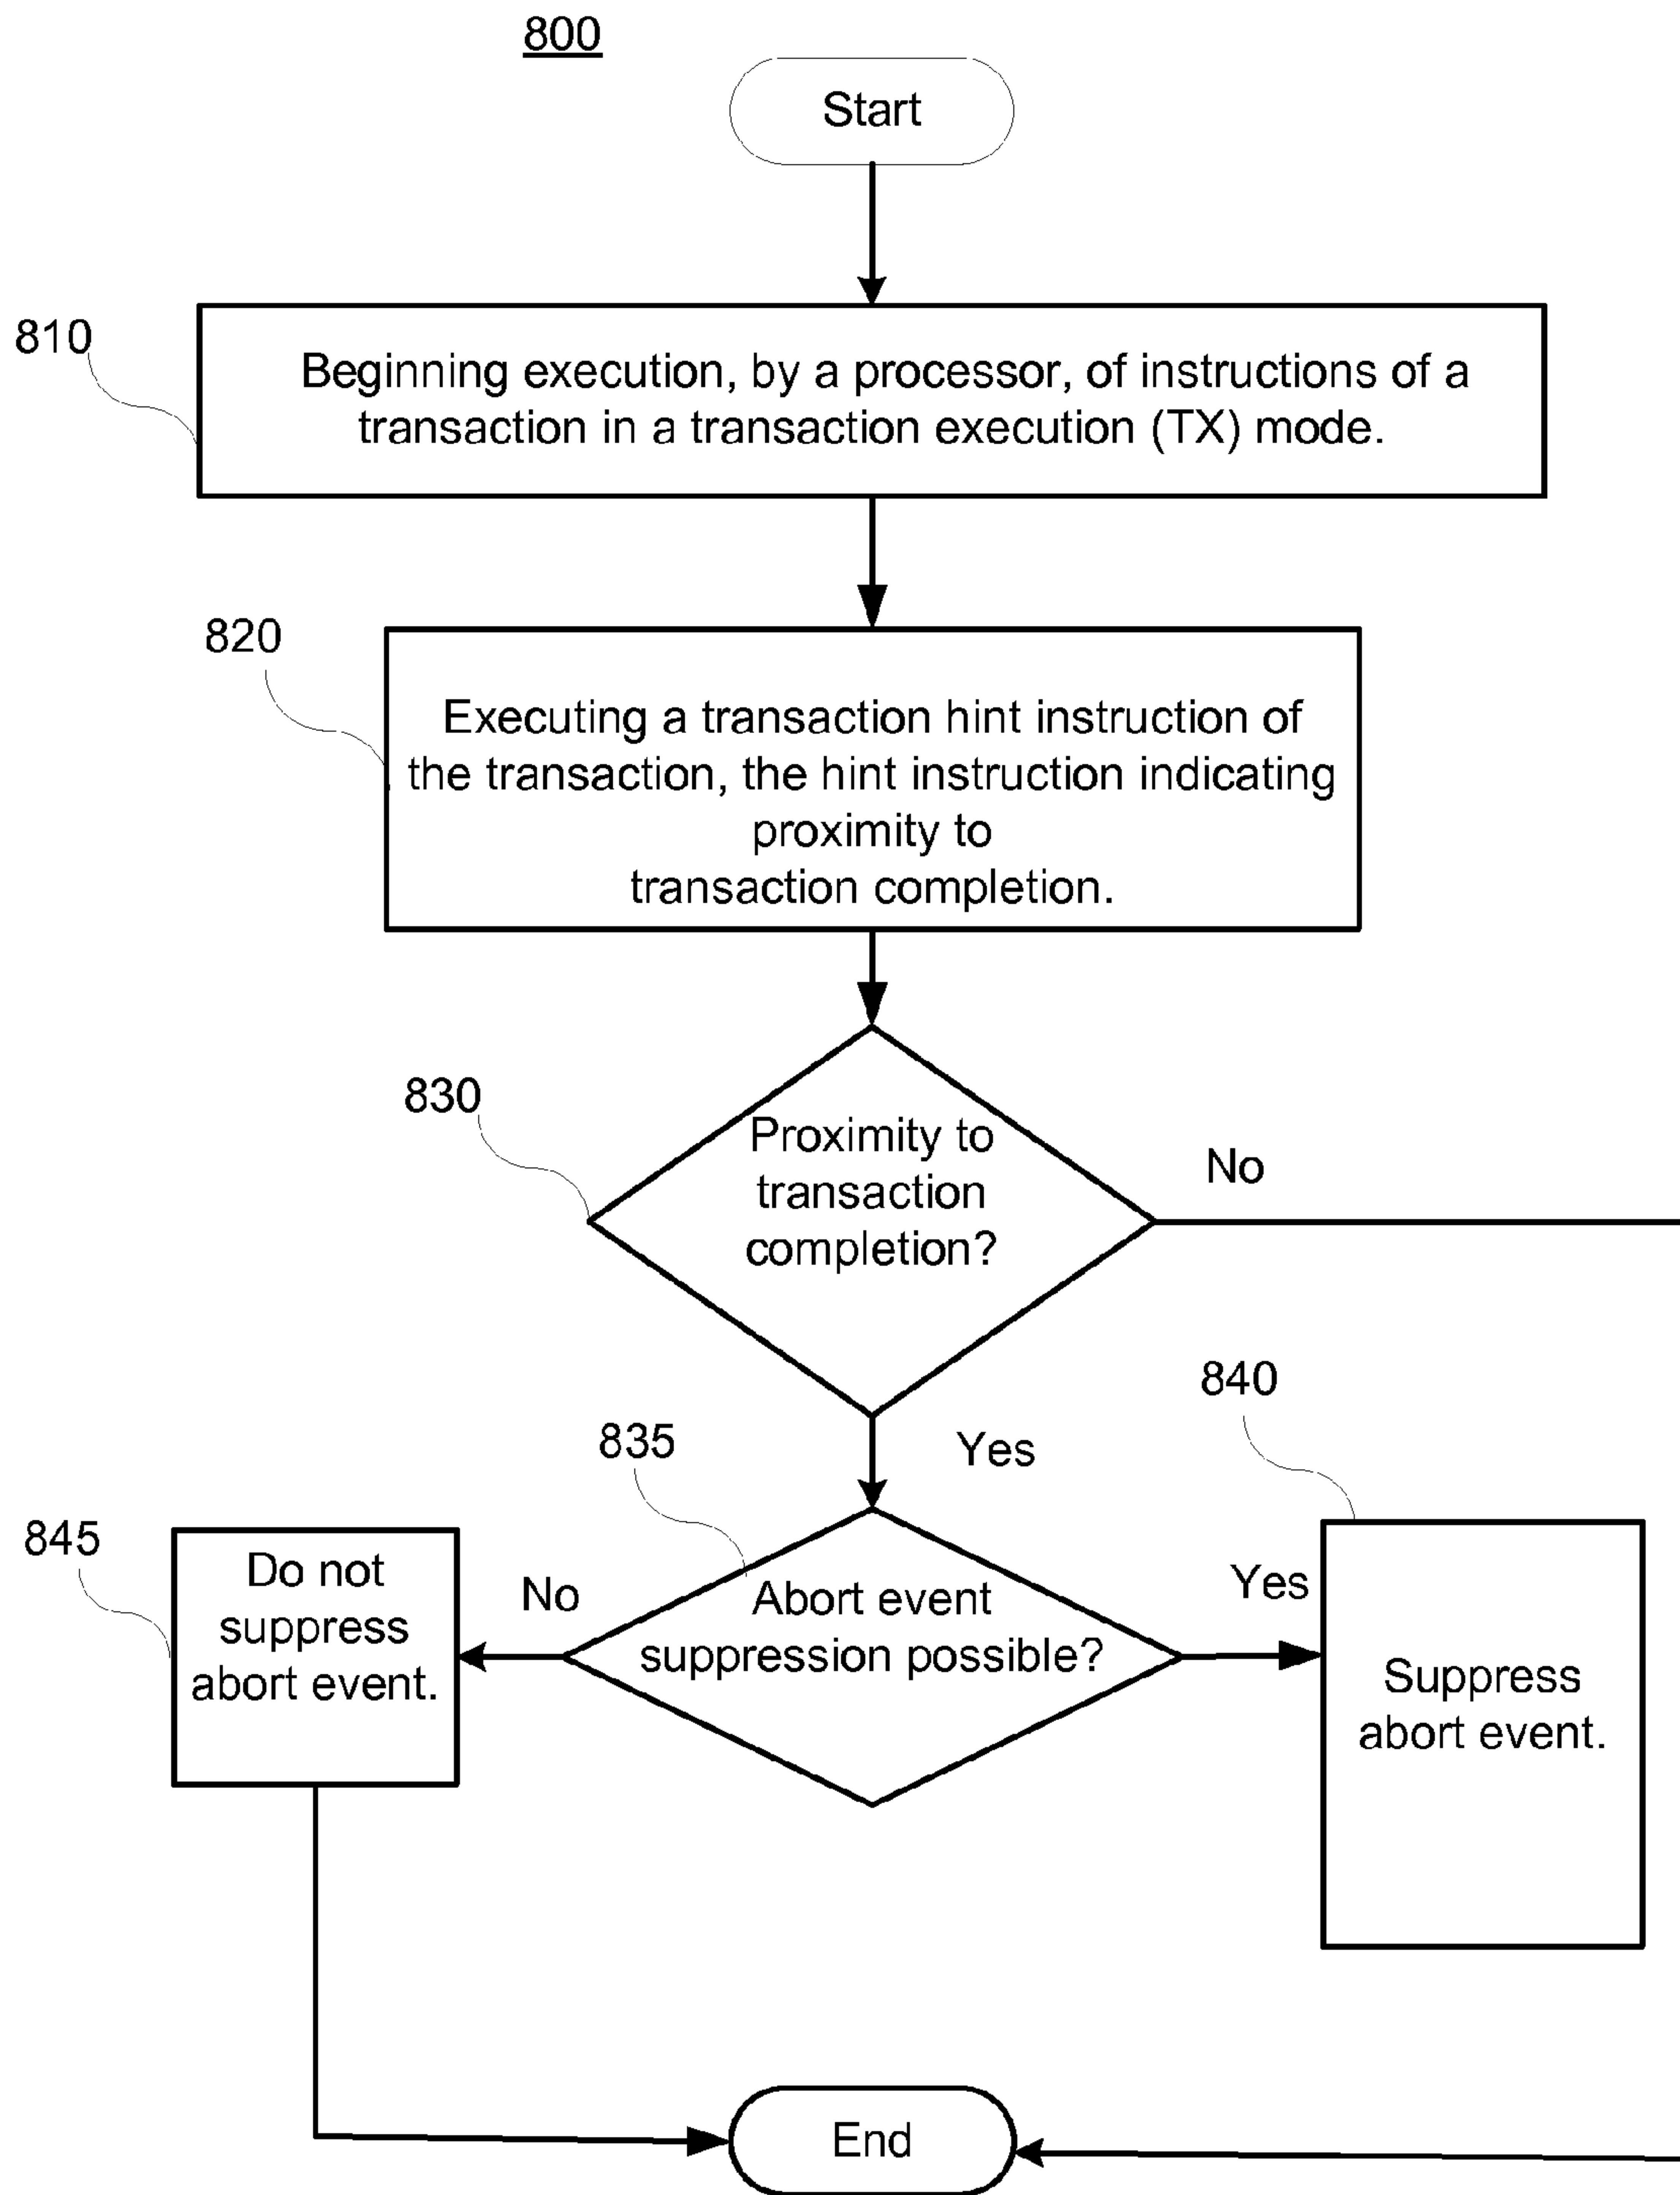 800
Start
810
Beginning execution, by a processor, of instructions of a
transaction in a transaction execution (TX) mode.
820
Executing a transaction hint instruction of
the transaction, the hint instruction indicating
proximity to
transaction completion.
830
Proximity to
transaction
completion?
No
Yes
835
840
845
Do not
suppress
abort event.
No
Abort event
suppression possible?
Yes
Suppress
abort event.
End